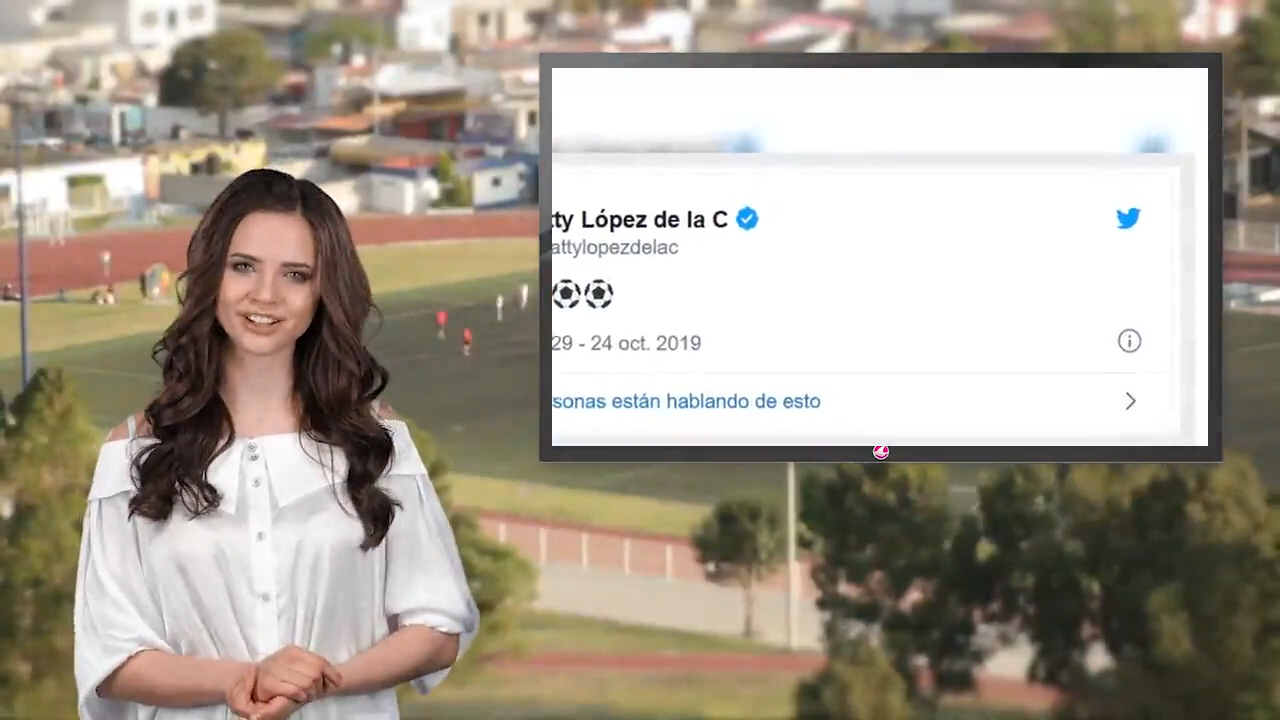 tty López de la C
attylopezdelac
⚽⚽
29 - 24 oct. 2019
sonas están hablando de esto